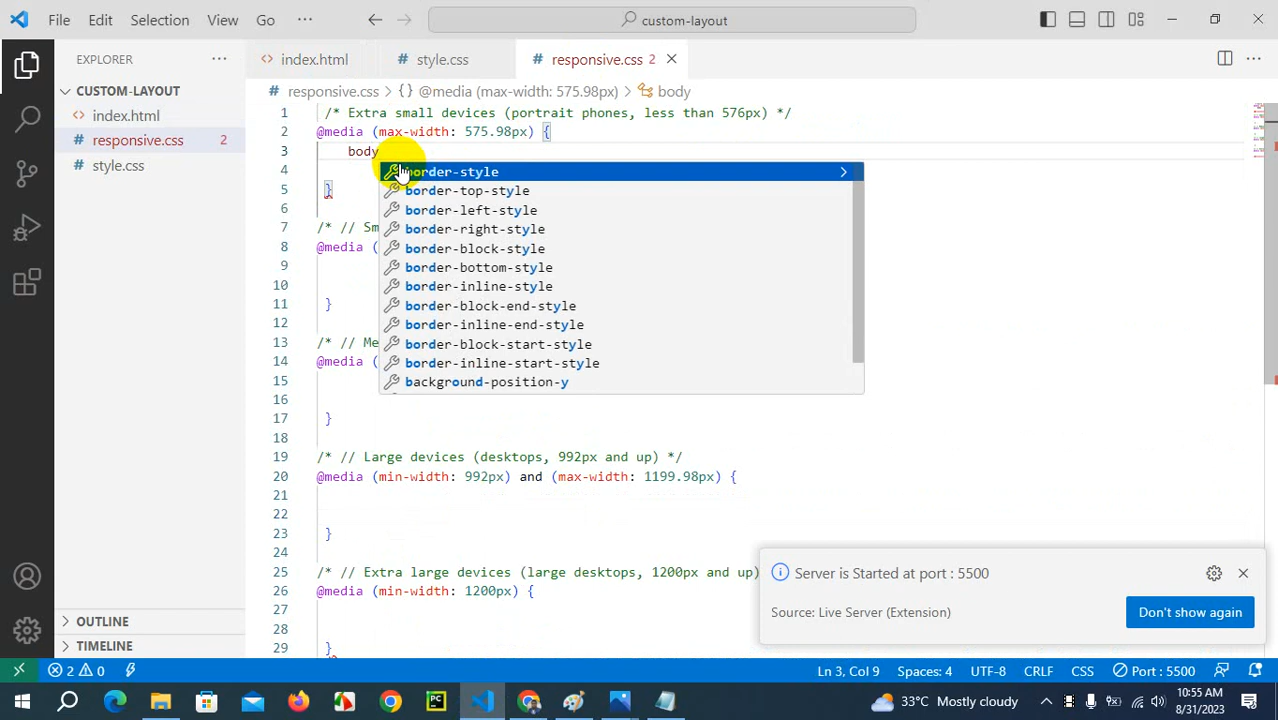 File Edit Selection View Go ··· custom-layout
EXPLORER ··· index.html style.css responsive.css 2
CUSTOM-LAYOUT
index.html
responsive.css 2
style.css
OUTLINE
TIMELINE
# responsive.css > {} @media (max-width: 575.98px) > body
1 /* Extra small devices (portrait phones, less than 576px) */
2 @media (max-width: 575.98px) {
3 body
4 border-style
border-top-style
5 }
border-left-style
6 border-right-style
7 /* // Sm
8 @media ( border-block-style
9 border-bottom-style
10 border-inline-style
11 } border-block-end-style
12 border-inline-end-style
13 /* // Me border-block-start-style
14 @media ( border-inline-start-style
15 background-position-y
16
17 }
18
19 /* // Large devices (desktops, 992px and up) */
20 @media (min-width: 992px) and (max-width: 1199.98px) {
21
22
23 }
24
25 /* // Extra large devices (large desktops, 1200px and up)
26 @media (min-width: 1200px) {
27
28
29 }
Server is Started at port : 5500
Source: Live Server (Extension) Don't show again
2 0 Ln 3, Col 9 Spaces: 4 UTF-8 CRLF CSS Port : 5500
33°C Mostly cloudy 10:55 AM
8/31/2023